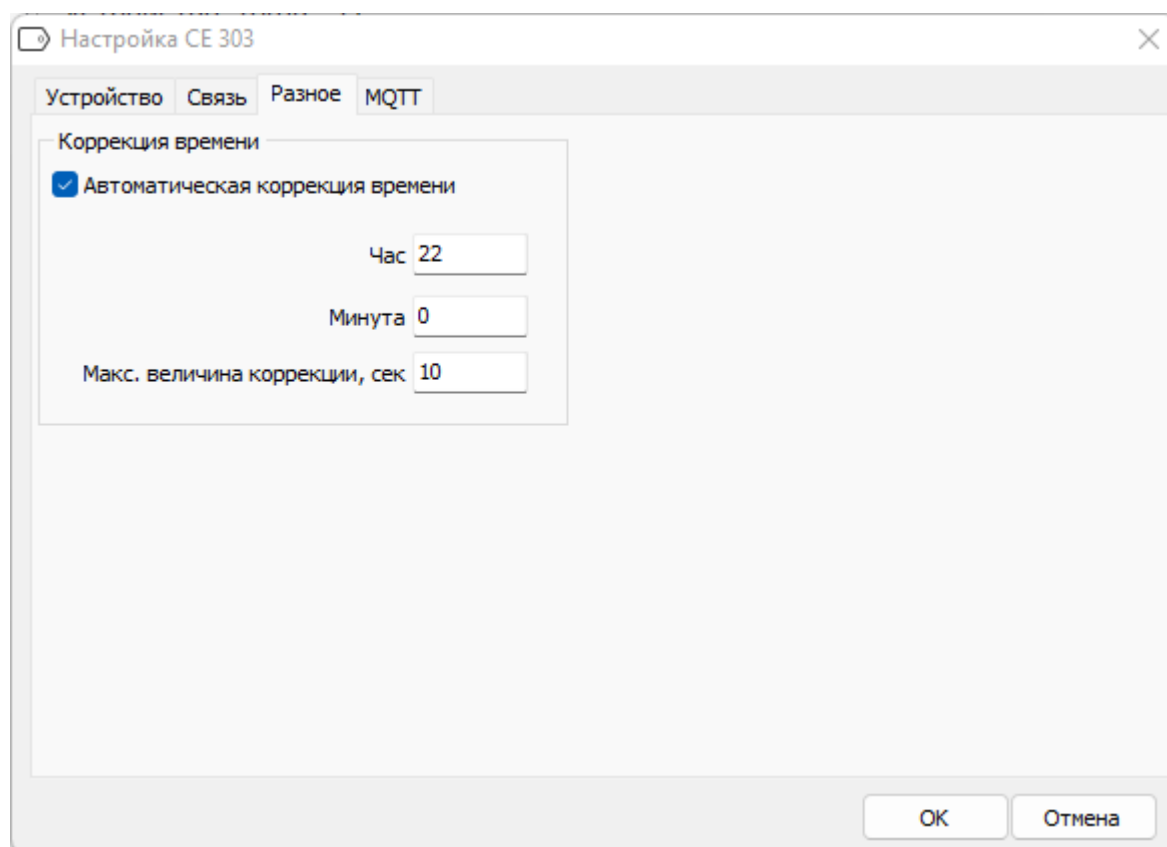 Настройка CE 303
Устройство Связь Разное MQTT
Коррекция времени
Автоматическая коррекция времени
Час 22
Минута 0
Макс. величина коррекции, сек 10
OK Отмена